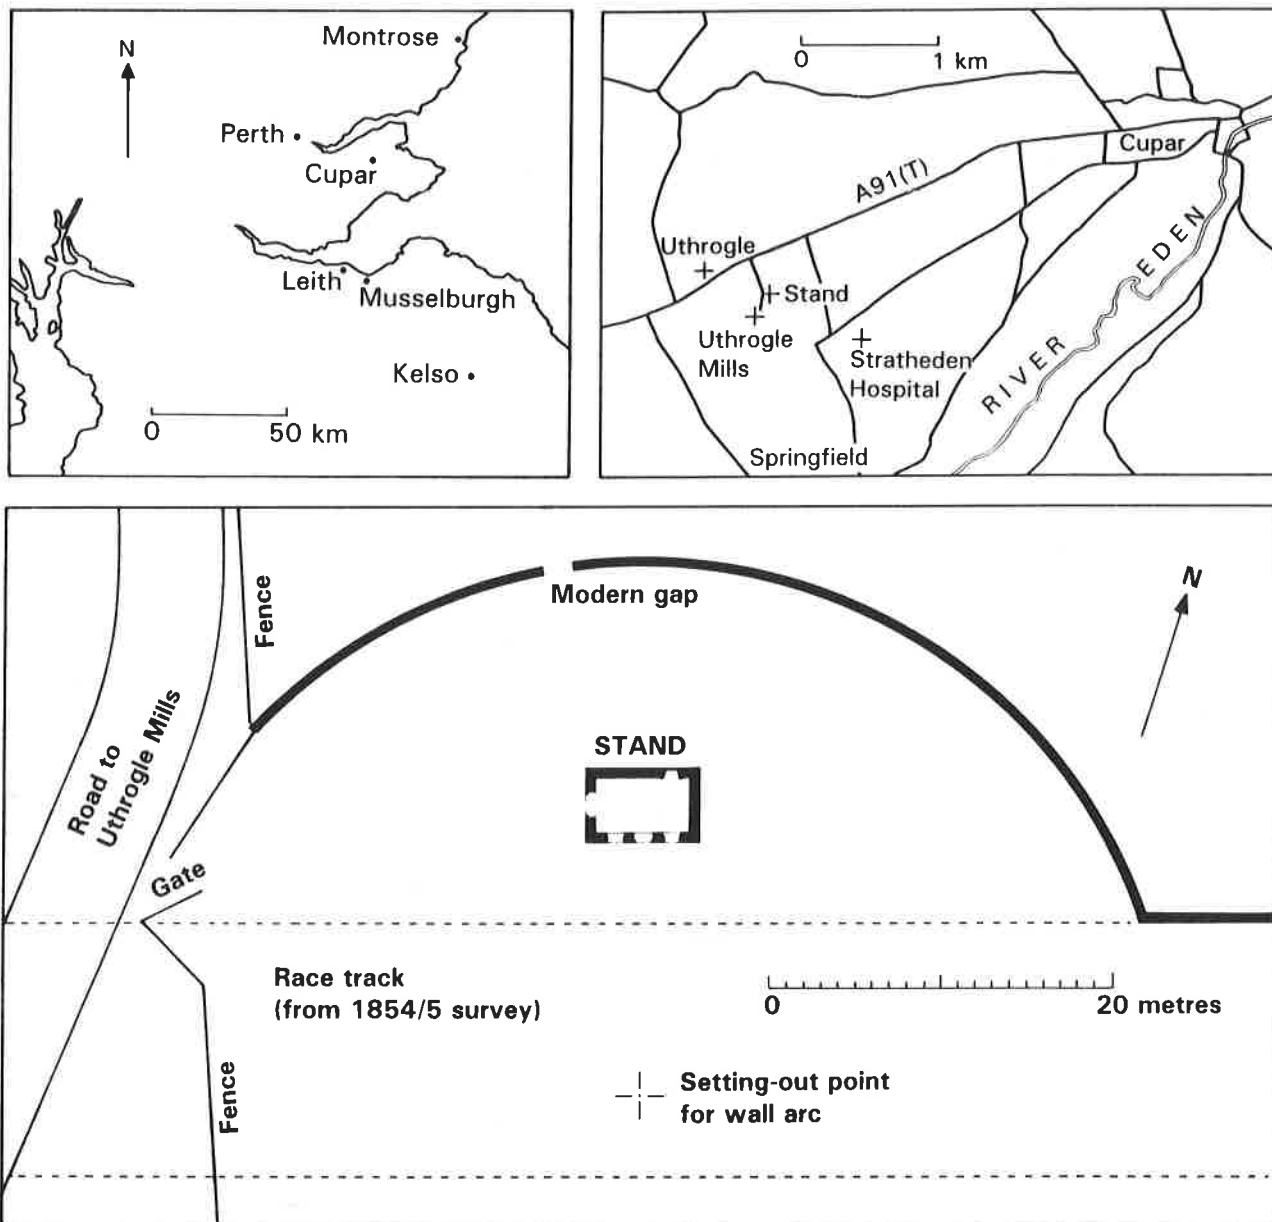 N
Montrose
Perth
Cupar
Leith
Musselburgh
Kelso
0 50 km
0 1 km
Cupar
A91(T)
Uthrogle
Stand
Uthrogle
Mills
Stratheden
Hospital
RIVER EDEN
Springfield
Fence
Modern gap
N
Road to
Uthrogle Mills
STAND
Gate
Race track
(from 1854/5 survey)
0 20 metres
Fence
Setting-out point
for wall arc